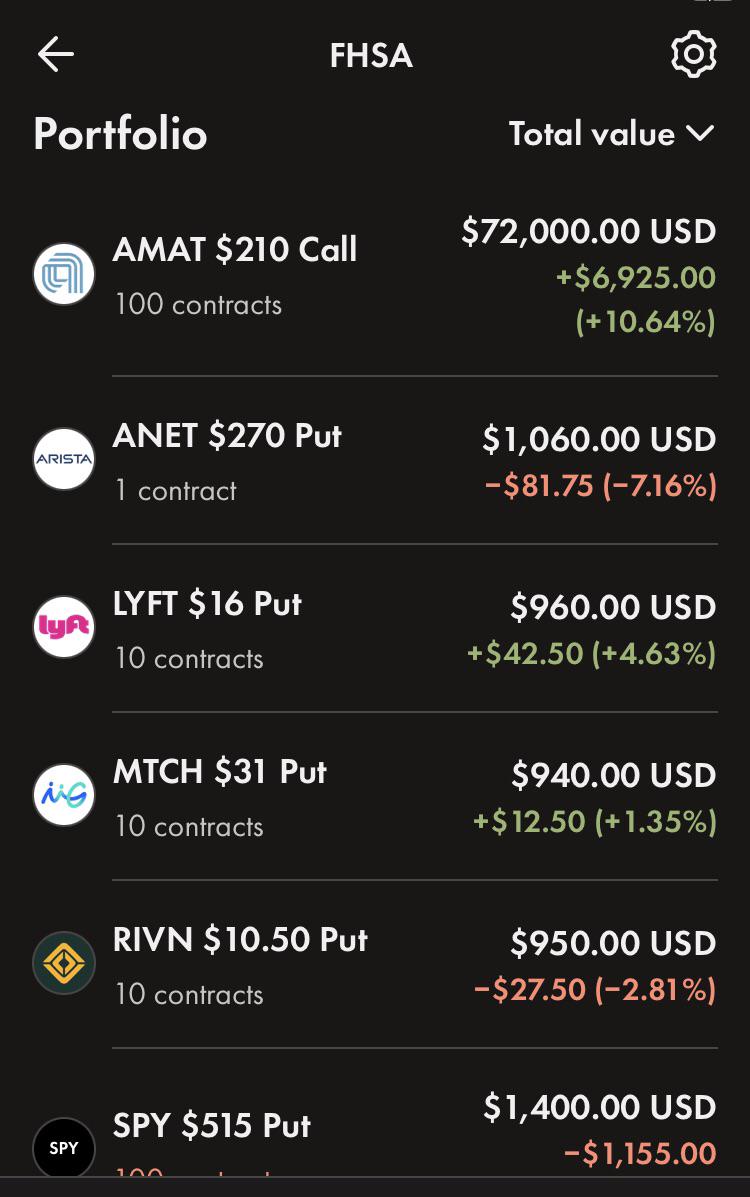 FHSA
Portfolio
Total value
AMAT $210 Call
$72,000.00 USD
100 contracts
+$6,925.00
(+10.64%)
ARISTA
ANET $270 Put
$1,060.00 USD
1 contract
−$81.75 (−7.16%)
lyft
LYFT $16 Put
$960.00 USD
10 contracts
+$42.50 (+4.63%)
MG
MTCH $31 Put
$940.00 USD
10 contracts
+$12.50 (+1.35%)
RIVN $10.50 Put
$950.00 USD
10 contracts
−$27.50 (−2.81%)
SPY
SPY $515 Put
$1,400.00 USD
100 contracts
−$1,155.00